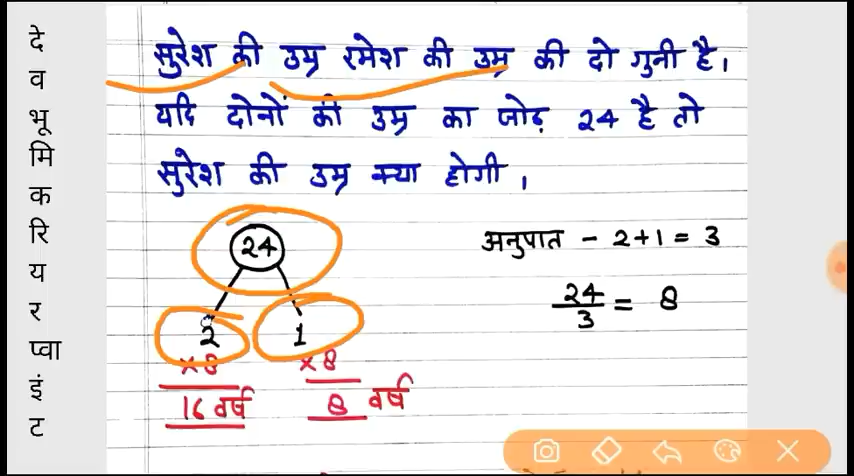 दे
व
भू
मि
क
रि
य
र
प्वा
इं
ट
सुरेश की उम्र रमेश की उम्र की दो गुनी है।
यदि दोनों की उम्र का जोड़ 24 है तो
सुरेश की उम्र क्या होगी।
24
2 1
×8 ×8
16 वर्ष 8 वर्ष
अनुपात - 2+1 = 3
24/3 = 8